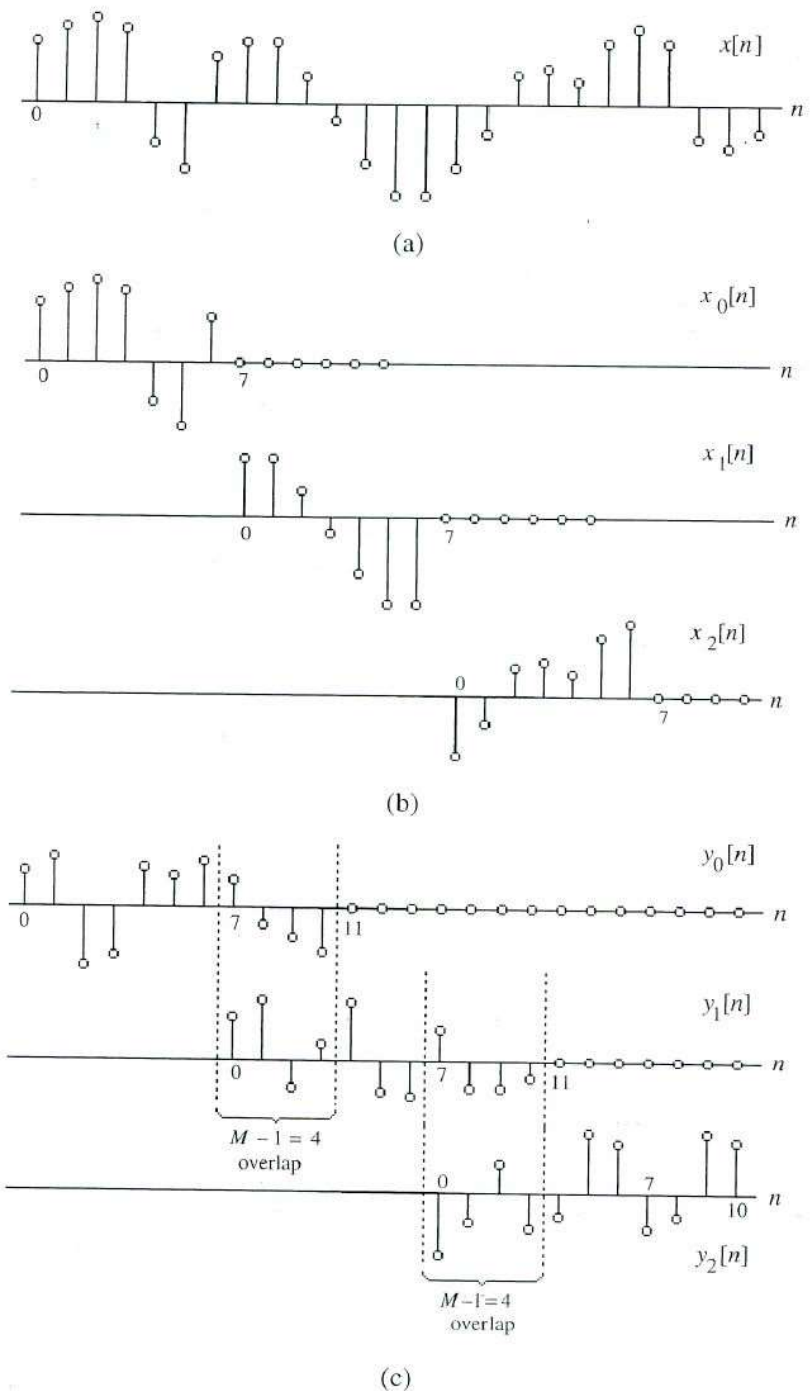 x[n]
0 n
(a)
x0[n]
0 7 n
x1[n]
0 7 n
x2[n]
0
7 n
(b)
y0[n]
0 7 11 n
y1[n]
0 7 11 n
M – 1 = 4
overlap
0 7 10 n
y2[n]
M – 1 = 4
overlap
(c)